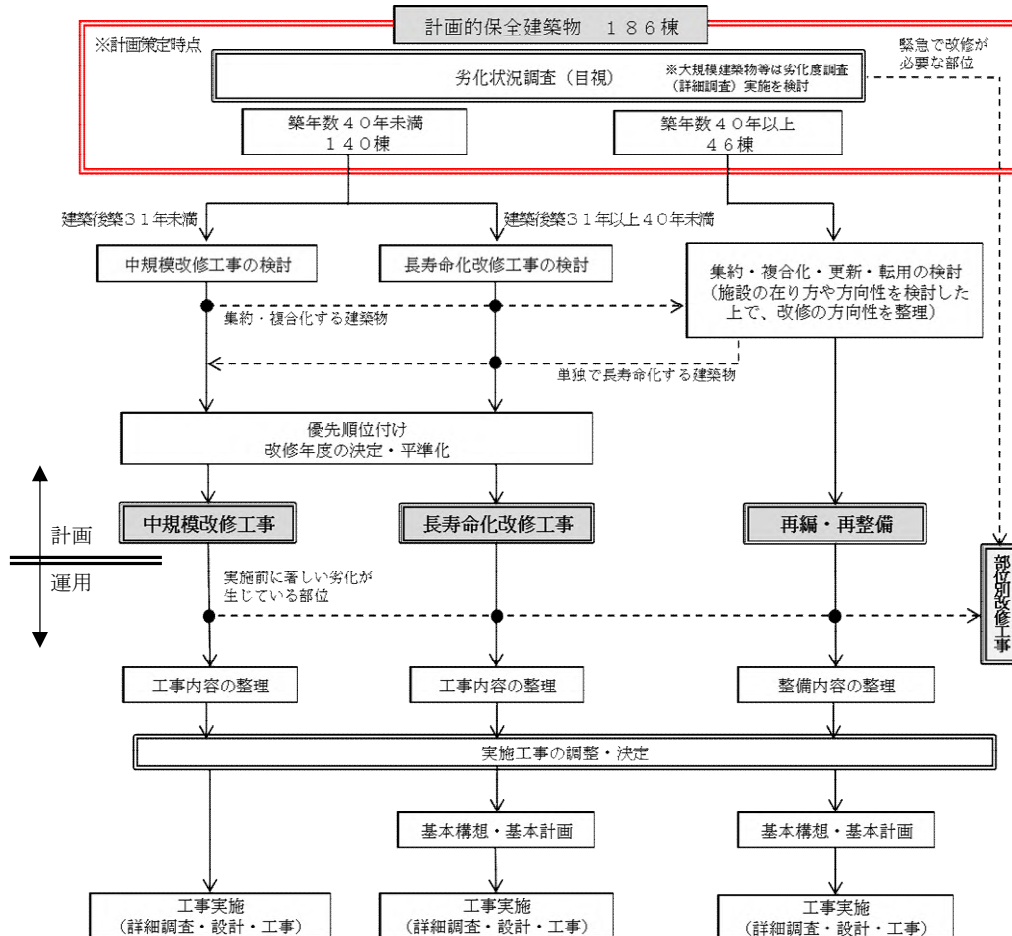 計画的保全建築物 186棟
※計画策定時点
緊急で改修が
必要な部位
劣化状況調査(目視)
※大規模建築物等は劣化度調査
(詳細調査)実施を検討
築年数40年未満
140棟
築年数40年以上
46棟
建築後築31年未満
建築後築31年以上40年未満
中規模改修工事の検討
長寿命化改修工事の検討
集約・複合化・更新・転用の検討
(施設の在り方や方向性を検討した
上で、改修の方向性を整理)
集約・複合化する建築物
単独で長寿命化する建築物
優先順位付け
改修年度の決定・平準化
計画
運用
中規模改修工事
長寿命化改修工事
再編・再整備
部位別改修工事
実施前に著しい劣化が
生じている部位
工事内容の整理
工事内容の整理
整備内容の整理
実施工事の調整・決定
基本構想・基本計画
基本構想・基本計画
工事実施
(詳細調査・設計・工事)
工事実施
(詳細調査・設計・工事)
工事実施
(詳細調査・設計・工事)